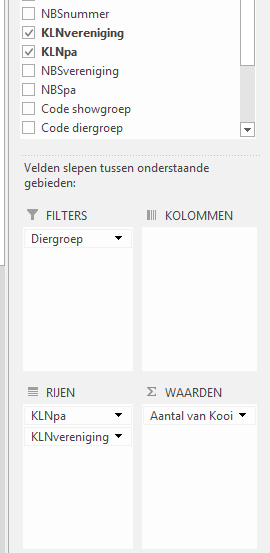 NBSnummer
KLNvereniging
KLNpa
NBSvereniging
NBSpa
Code showgroep
Code diergroep
Velden slepen tussen onderstaande
gebieden:
FILTERS
KOLOMMEN
Diergroep
RIJEN
Σ WAARDEN
KLNpa
Aantal van Kooi
KLNvereniging